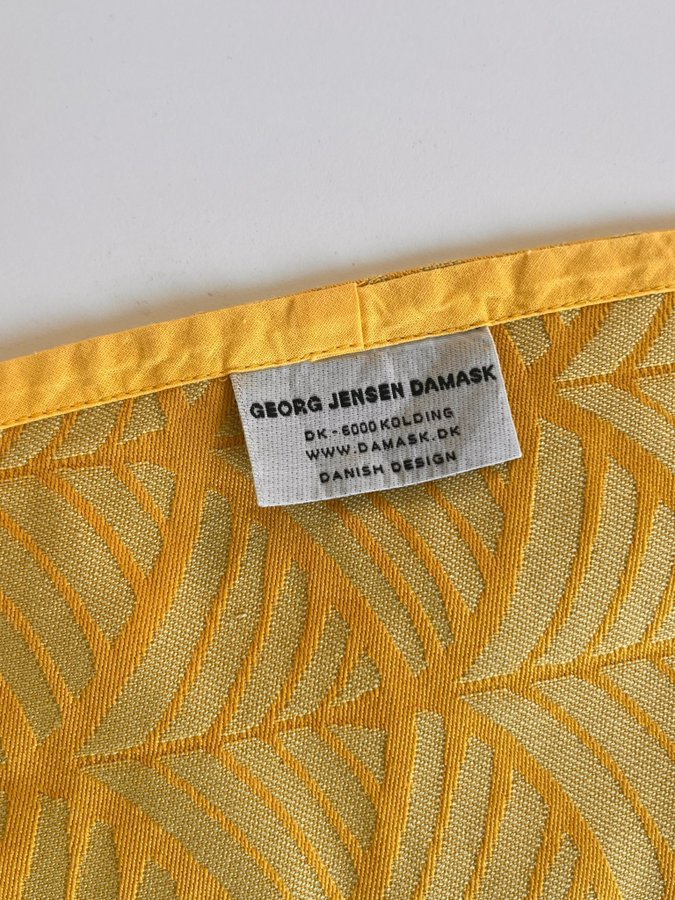 GEORG JENSEN DAMASK
DK - 6000 KOLDING
WWW.DAMASK.DK
DANISH DESIGN